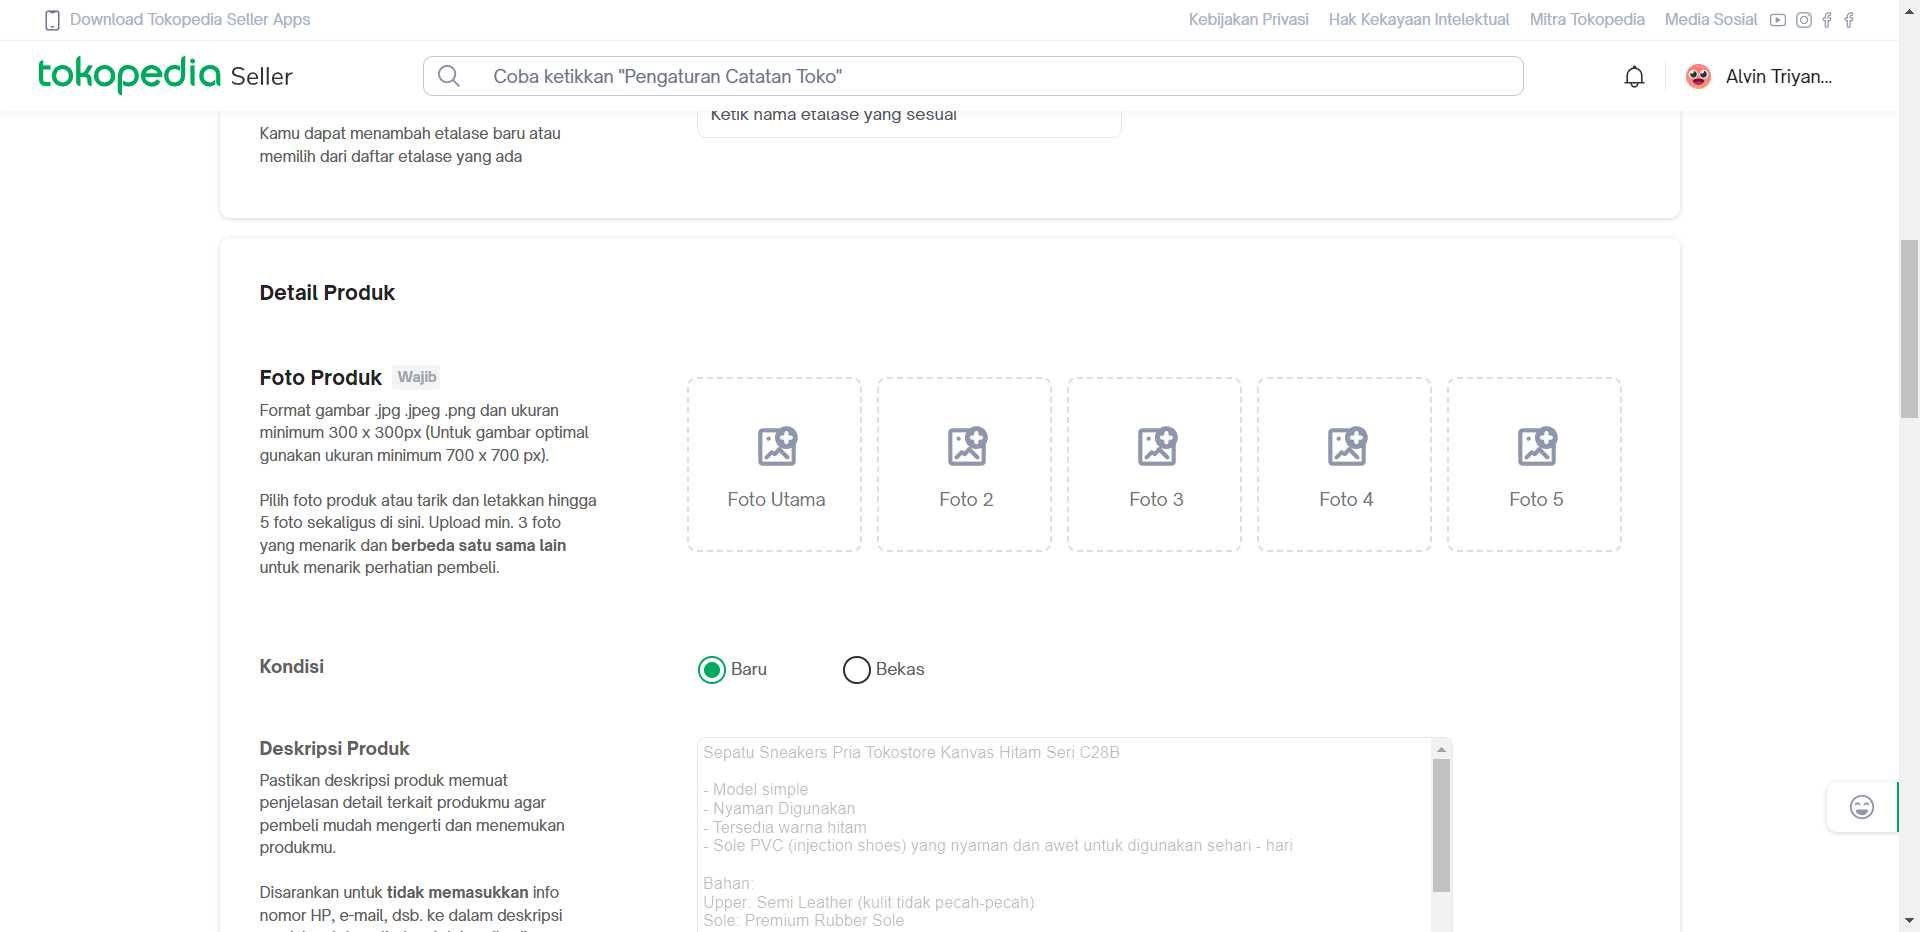 Download Tokopedia Seller Apps
Kebijakan Privasi Hak Kekayaan Intelektual Mitra Tokopedia Media Sosial
tokopedia Seller
Coba ketikkan "Pengaturan Catatan Toko"
Alvin Triyan...
Ketik nama etalase yang sesuai
Kamu dapat menambah etalase baru atau
memilih dari daftar etalase yang ada
Detail Produk
Foto Produk Wajib
Format gambar .jpg .jpeg .png dan ukuran
minimum 300 x 300px (Untuk gambar optimal
gunakan ukuran minimum 700 x 700 px).
Pilih foto produk atau tarik dan letakkan hingga
5 foto sekaligus di sini. Upload min. 3 foto
yang menarik dan berbeda satu sama lain
untuk menarik perhatian pembeli.
Foto Utama
Foto 2
Foto 3
Foto 4
Foto 5
Kondisi
Baru
Bekas
Deskripsi Produk
Pastikan deskripsi produk memuat
penjelasan detail terkait produkmu agar
pembeli mudah mengerti dan menemukan
produkmu.
Disarankan untuk tidak memasukkan info
nomor HP, e-mail, dsb. ke dalam deskripsi
Sepatu Sneakers Pria Tokostore Kanvas Hitam Seri C28B
- Model simple
- Nyaman Digunakan
- Tersedia warna hitam
- Sole PVC (injection shoes) yang nyaman dan awet untuk digunakan sehari - hari
Bahan:
Upper: Semi Leather (kulit tidak pecah-pecah)
Sole: Premium Rubber Sole